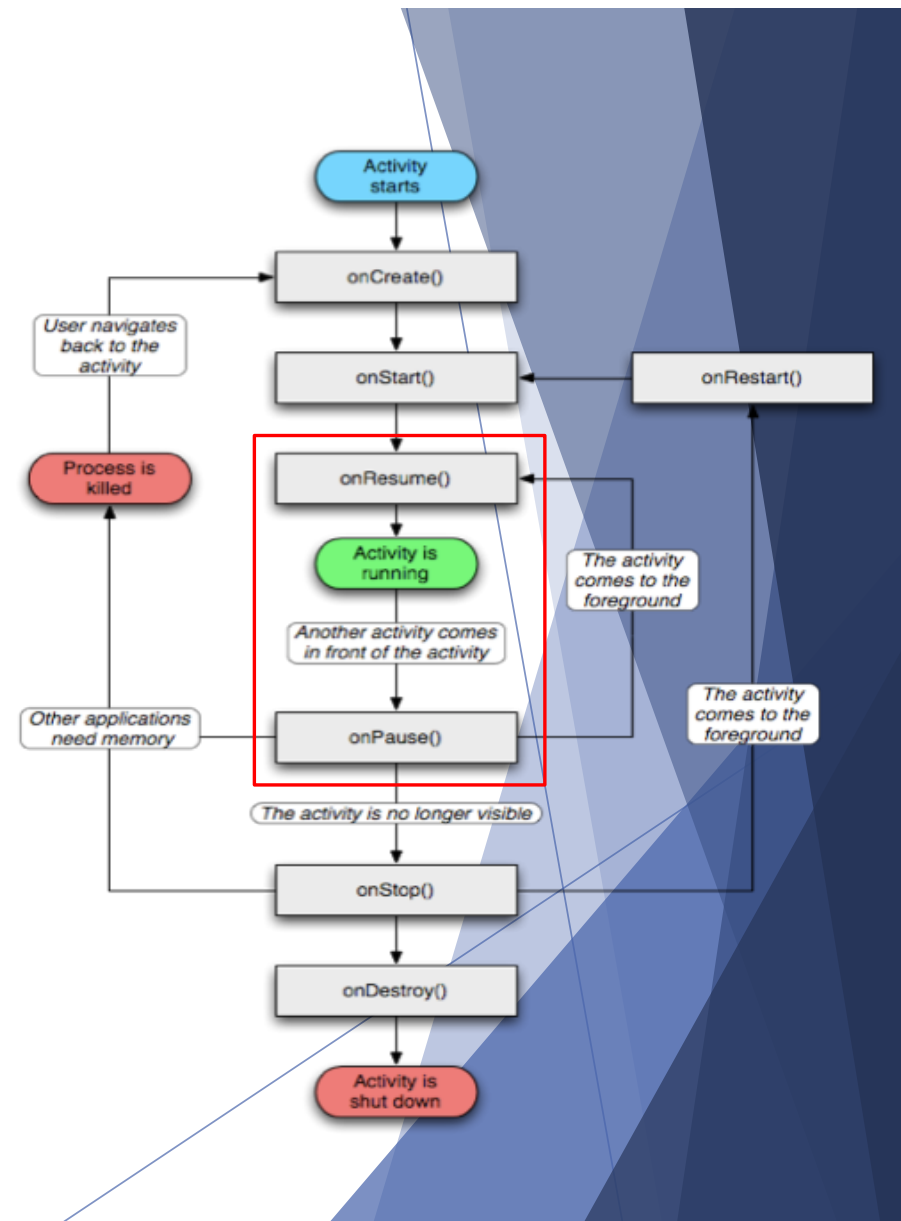 Activity
starts
onCreate()
User navigates
back to the
activity
onStart()
onRestart()
Process is
killed
onResume()
Activity is
running
The activity
comes to the
foreground
Another activity comes
in front of the activity
The activity
comes to the
foreground
Other applications
need memory
onPause()
The activity is no longer visible
onStop()
onDestroy()
Activity is
shut down